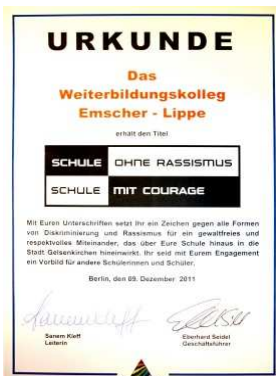 URKUNDE
Das
Weiterbildungskolleg
Emscher - Lippe
erhält den Titel
SCHULE OHNE RASSISMUS
SCHULE MIT COURAGE
Mit Euren Unterschriften setzt Ihr ein Zeichen gegen alle Formen
von Diskriminierung und Rassismus für ein gewaltfreies und
respektvolles Miteinander, das über Eure Schule hinaus in die
Stadt Gelsenkirchen hineinwirkt. Ihr seid mit Eurem Engagement
ein Vorbild für andere Schülerinnen und Schüler.
Berlin, den 09. Dezember 2011
Sanem Kleff
Leiterin
Eberhard Seidel
Geschäftsführer